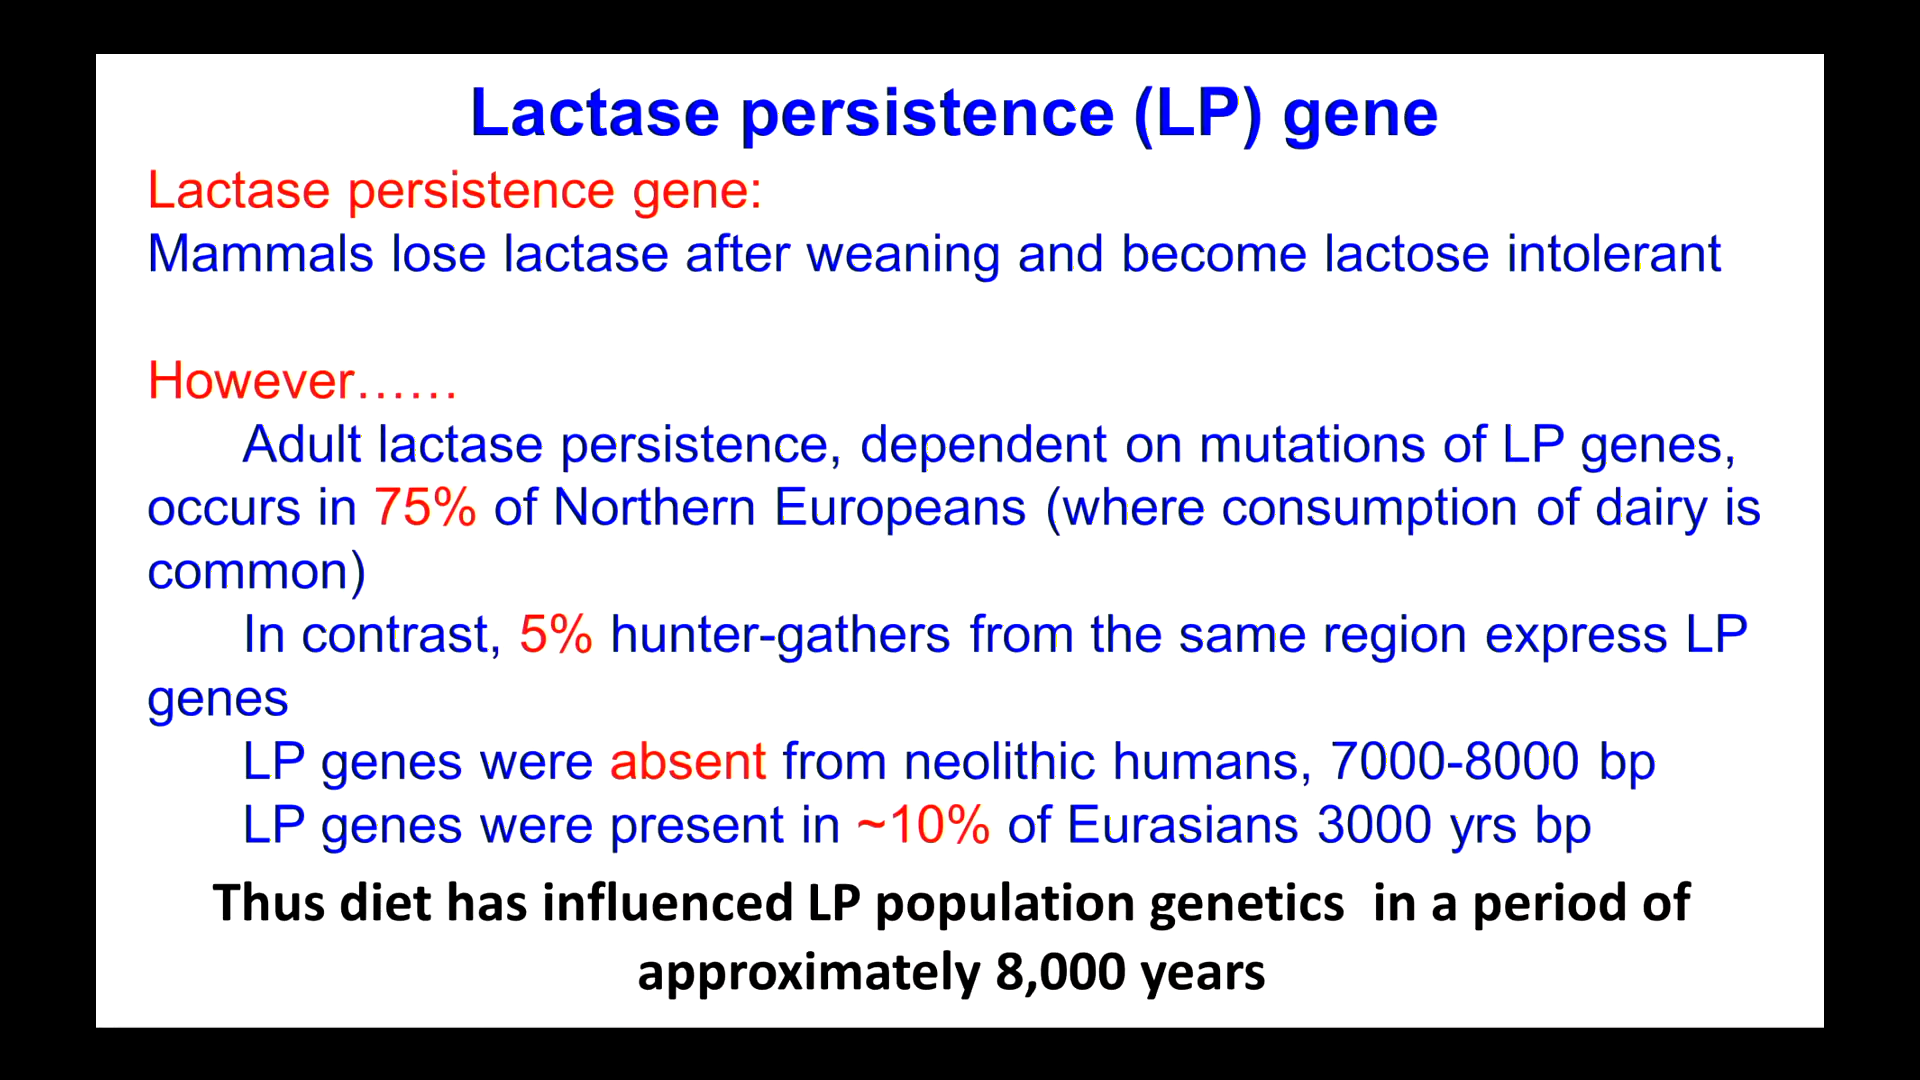 Lactase persistence (LP) gene
Lactase persistence gene:
Mammals lose lactase after weaning and become lactose intolerant
However……
Adult lactase persistence, dependent on mutations of LP genes,
occurs in 75% of Northern Europeans (where consumption of dairy is
common)
In contrast, 5% hunter-gathers from the same region express LP
genes
LP genes were absent from neolithic humans, 7000-8000 bp
LP genes were present in ~10% of Eurasians 3000 yrs bp
Thus diet has influenced LP population genetics in a period of
approximately 8,000 years